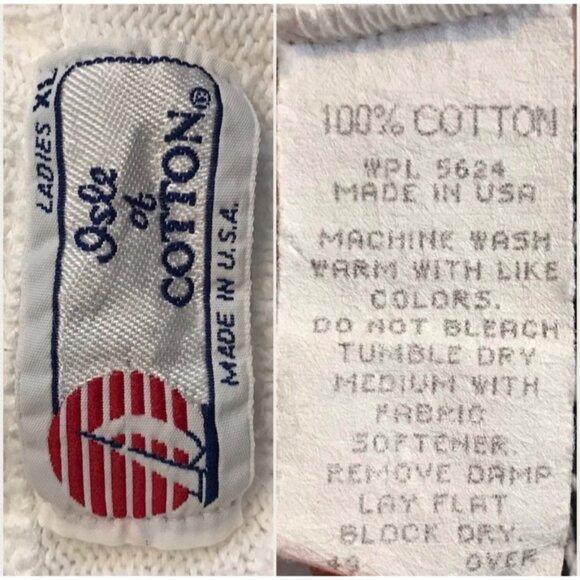 LADIES XL
Isle
of
COTTON®
MADE IN U.S.A.
100% COTTON
WPL 5624
MADE IN USA
MACHINE WASH
WARM WITH LIKE
COLORS.
DO NOT BLEACH
TUMBLE DRY
MEDIUM WITH
FABRIC
SOFTENER.
REMOVE DAMP
LAY FLAT
BLOCK DRY.
OVER